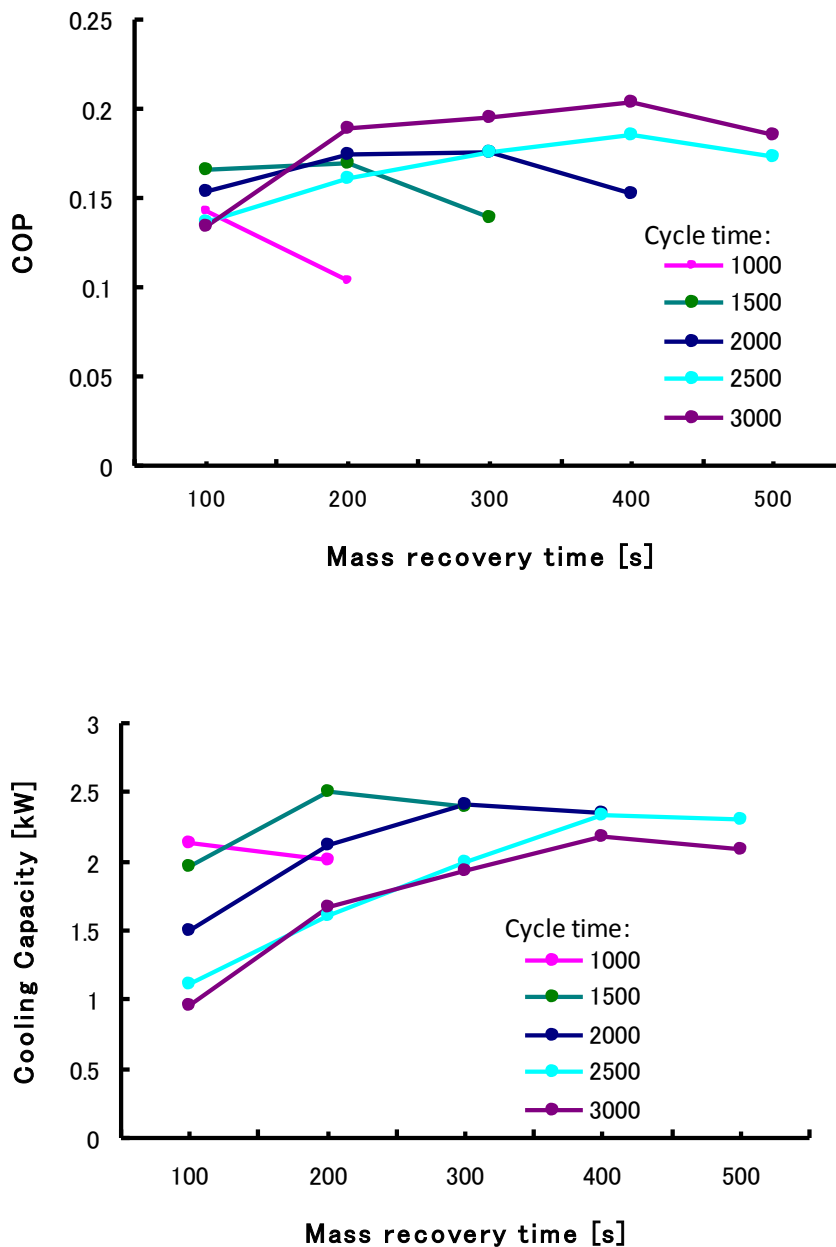 0.25
0.2
0.15
0.1
0.05
0
COP
Cycle time:
1000
1500
2000
2500
3000
100 200 300 400 500
Mass recovery time [s]
3
2.5
2
1.5
1
0.5
0
Cooling Capacity [kW]
Cycle time:
1000
1500
2000
2500
3000
100 200 300 400 500
Mass recovery time [s]